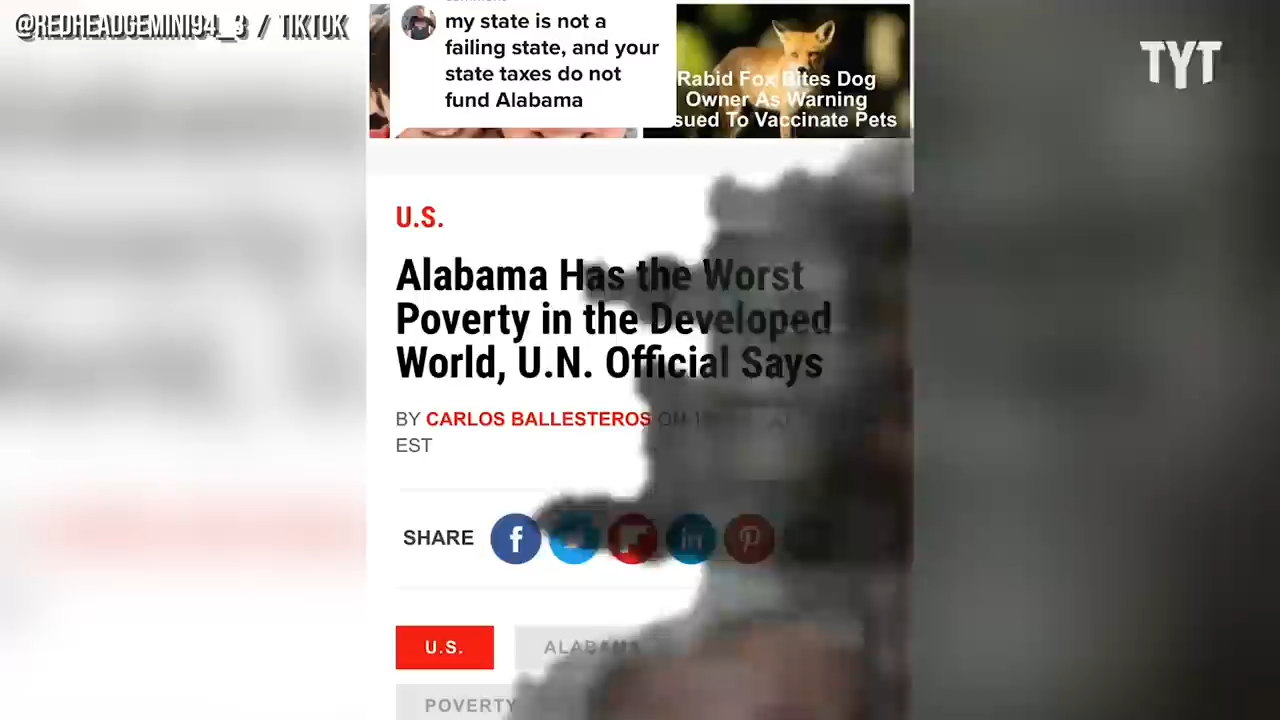 @REDHEADGEMINI94_3 / TIKTOK
my state is not a
failing state, and your
state taxes do not
fund Alabama
Rabid Fox Bites Dog
Owner As Warning
sued To Vaccinate Pets
TYT
U.S.
Alabama Has the Worst
Poverty in the Developed
World, U.N. Official Says
BY CARLOS BALLESTEROS ON
EST
SHARE
U.S.
ALABAMA
POVERTY